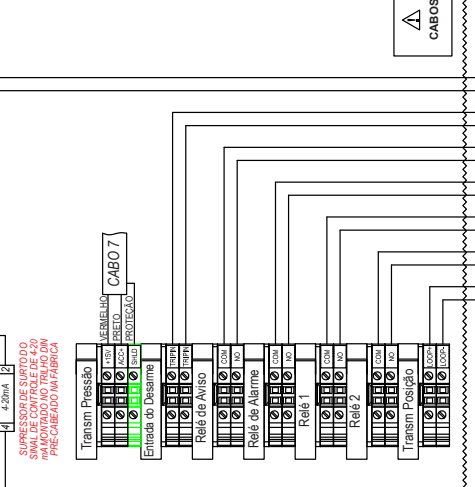 CABOS
CABO 7
VERMELHO
PRETO
PROTEÇÃO
4 4-20mA 2
SUPRESSOR DE SURTO DO
SINAL DE CONTROLE DE 4-20
mA MONTADO NO TRILHO DIN
PRÉ-CABEADO NA FÁBRICA
Transm Pressão
+15V
ACC+
SHLD
Entrada do Desarme
TRIPIN
TRIPIN
Relé de Aviso
COM
NO
Relé de Alarme
COM
NO
Relé 1
COM
NO
Relé 2
COM
NO
Transm Posição
LOOP+
LOOP-